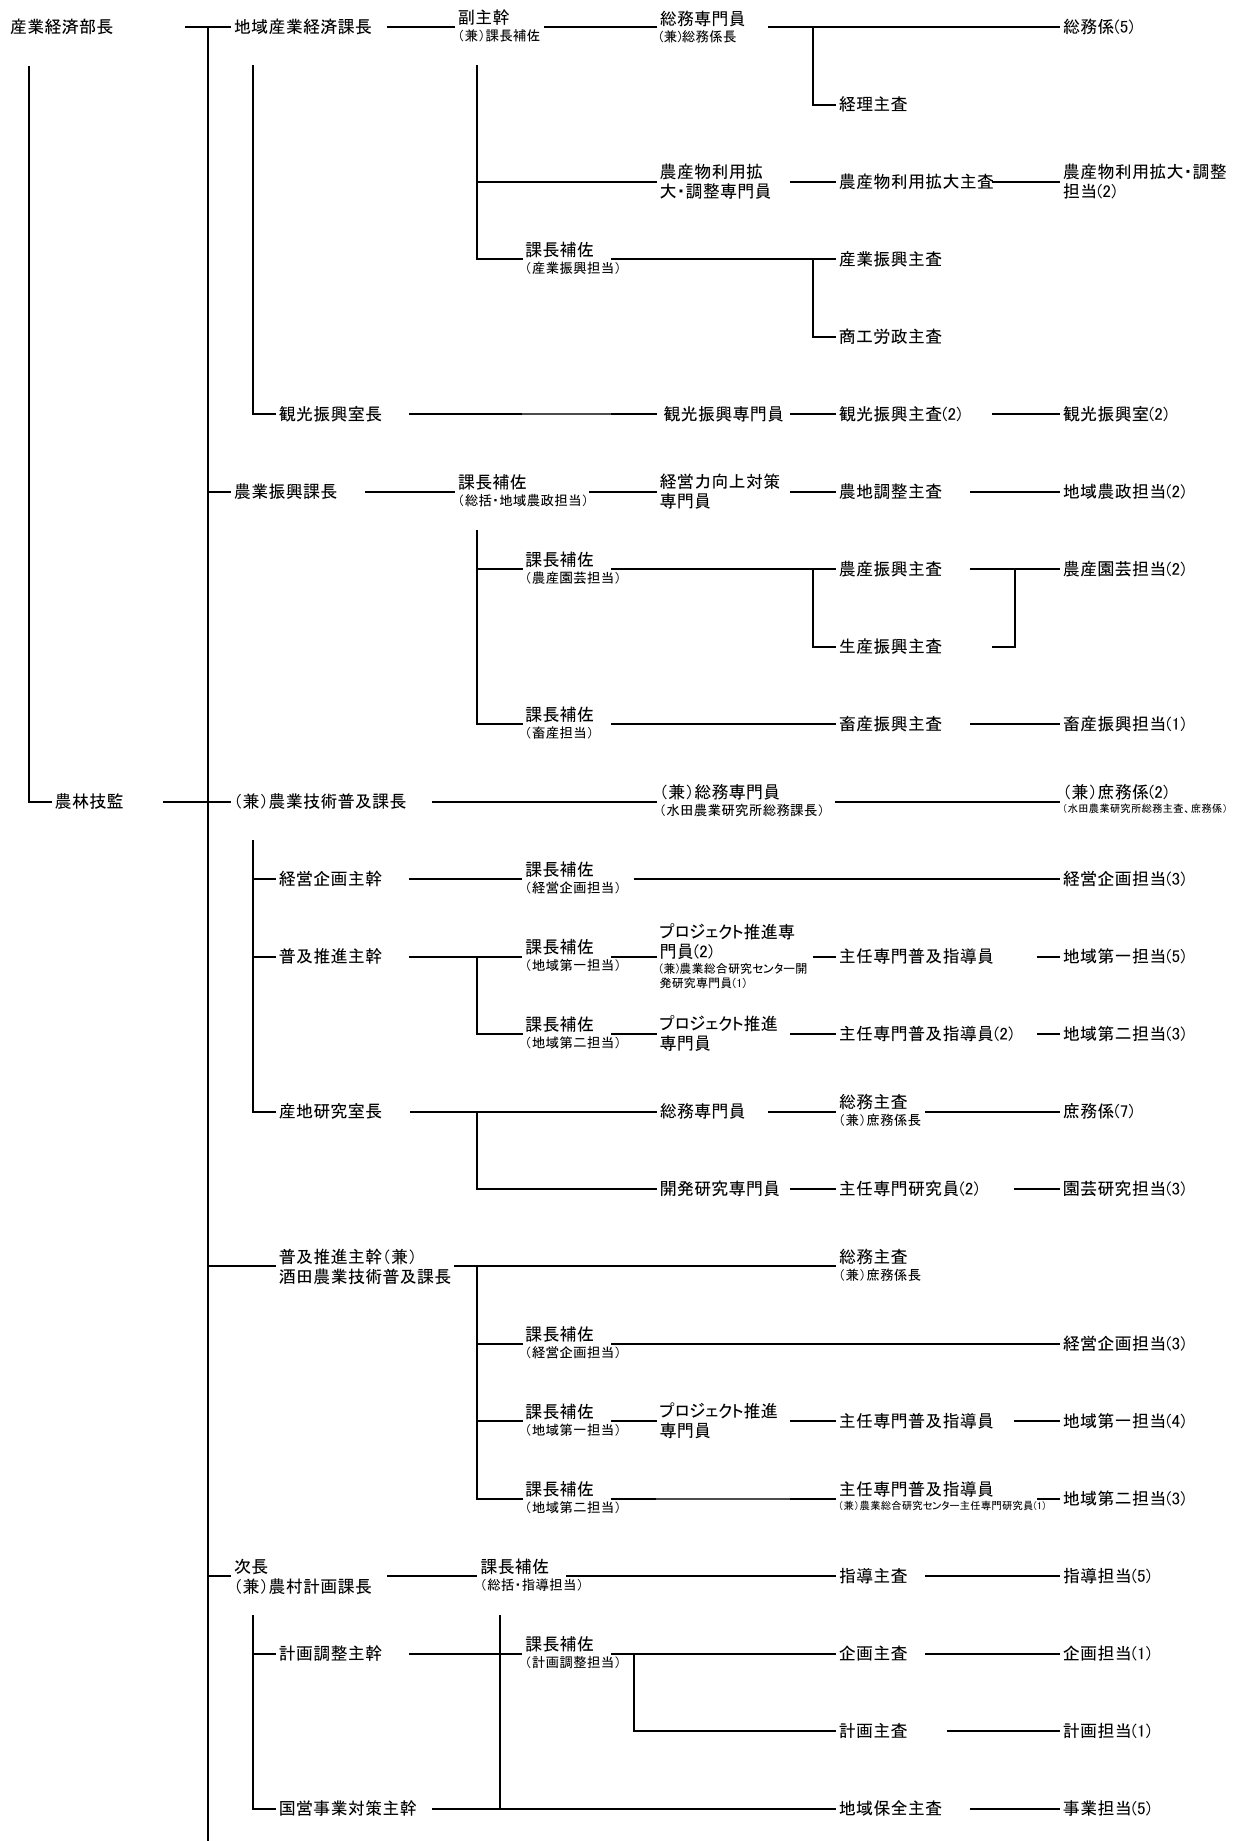 産業経済部長
地域産業経済課長
副主幹
(兼)課長補佐
総務専門員
(兼)総務係長
総務係(5)
経理主査
農産物利用拡
大・調整専門員
農産物利用拡大主査
農産物利用拡大・調整
担当(2)
課長補佐
(産業振興担当)
産業振興主査
商工労政主査
観光振興室長
観光振興専門員
観光振興主査(2)
観光振興室(2)
農業振興課長
課長補佐
(総括・地域農政担当)
経営力向上対策
専門員
農地調整主査
地域農政担当(2)
課長補佐
(農産園芸担当)
農産振興主査
農産園芸担当(2)
生産振興主査
課長補佐
(畜産担当)
畜産振興主査
畜産振興担当(1)
農林技監
(兼)農業技術普及課長
(兼)総務専門員
(水田農業研究所総務課長)
(兼)庶務係(2)
(水田農業研究所総務主査、庶務係)
経営企画主幹
課長補佐
(経営企画担当)
経営企画担当(3)
普及推進主幹
課長補佐
(地域第一担当)
プロジェクト推進専
門員(2)
(兼)農業総合研究センター開
発研究専門員(1)
主任専門普及指導員
地域第一担当(5)
課長補佐
(地域第二担当)
プロジェクト推進
専門員
主任専門普及指導員(2)
地域第二担当(3)
産地研究室長
総務専門員
総務主査
(兼)庶務係長
庶務係(7)
開発研究専門員
主任専門研究員(2)
園芸研究担当(3)
普及推進主幹(兼)
酒田農業技術普及課長
総務主査
(兼)庶務係長
課長補佐
(経営企画担当)
経営企画担当(3)
課長補佐
(地域第一担当)
プロジェクト推進
専門員
主任専門普及指導員
地域第一担当(4)
課長補佐
(地域第二担当)
主任専門普及指導員
(兼)農業総合研究センター主任専門研究員(1)
地域第二担当(3)
次長
(兼)農村計画課長
課長補佐
(総括・指導担当)
指導主査
指導担当(5)
計画調整主幹
課長補佐
(計画調整担当)
企画主査
企画担当(1)
計画主査
計画担当(1)
国営事業対策主幹
地域保全主査
事業担当(5)